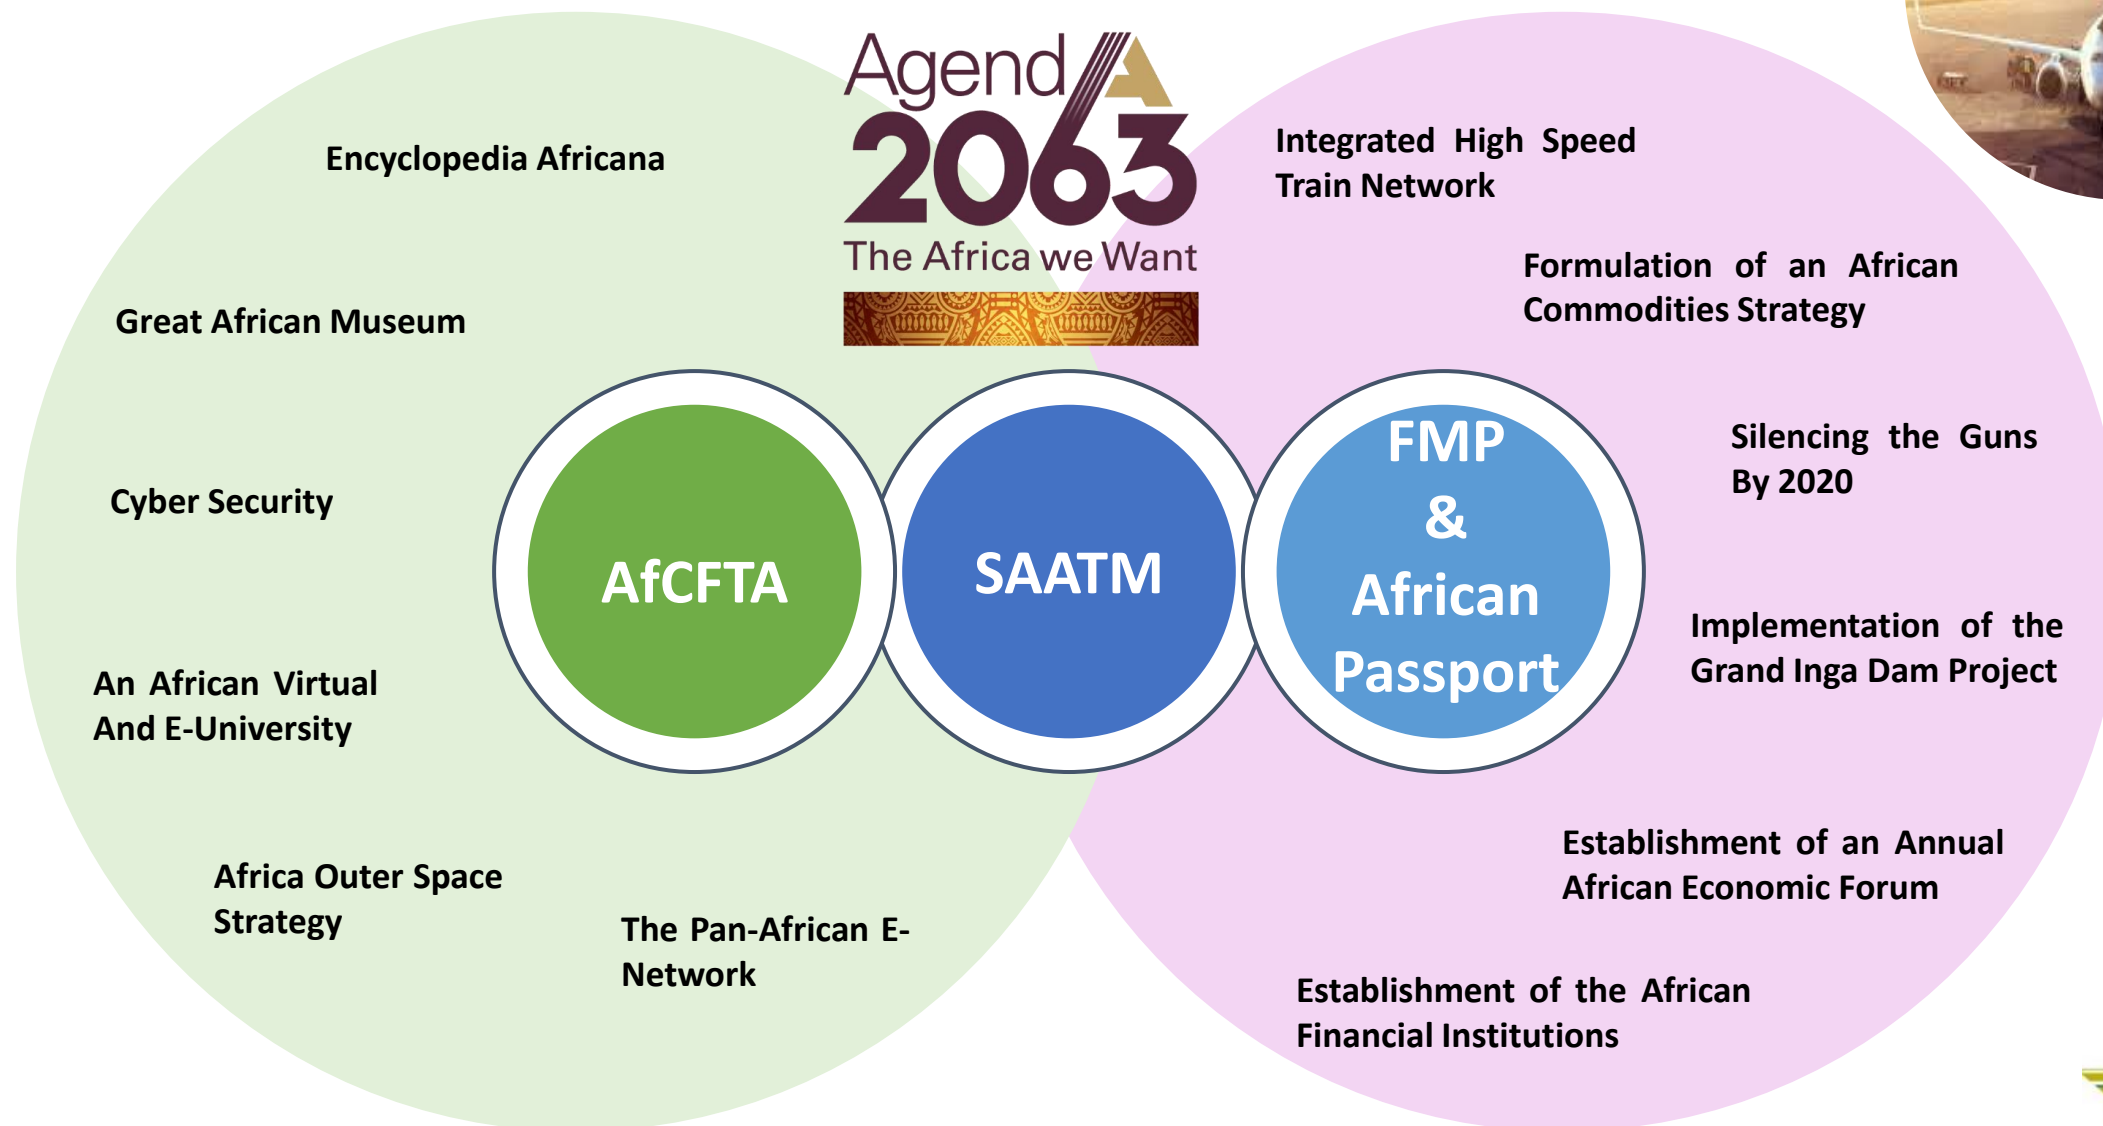 AgendA
2063
The Africa we Want
Encyclopedia Africana
Great African Museum
Cyber Security
An African Virtual
And E-University
Africa Outer Space
Strategy
The Pan-African E-
Network
AfCFTA
SAATM
FMP
&
African
Passport
Integrated High Speed
Train Network
Formulation of an African
Commodities Strategy
Silencing the Guns
By 2020
Implementation of the
Grand Inga Dam Project
Establishment of an Annual
African Economic Forum
Establishment of the African
Financial Institutions